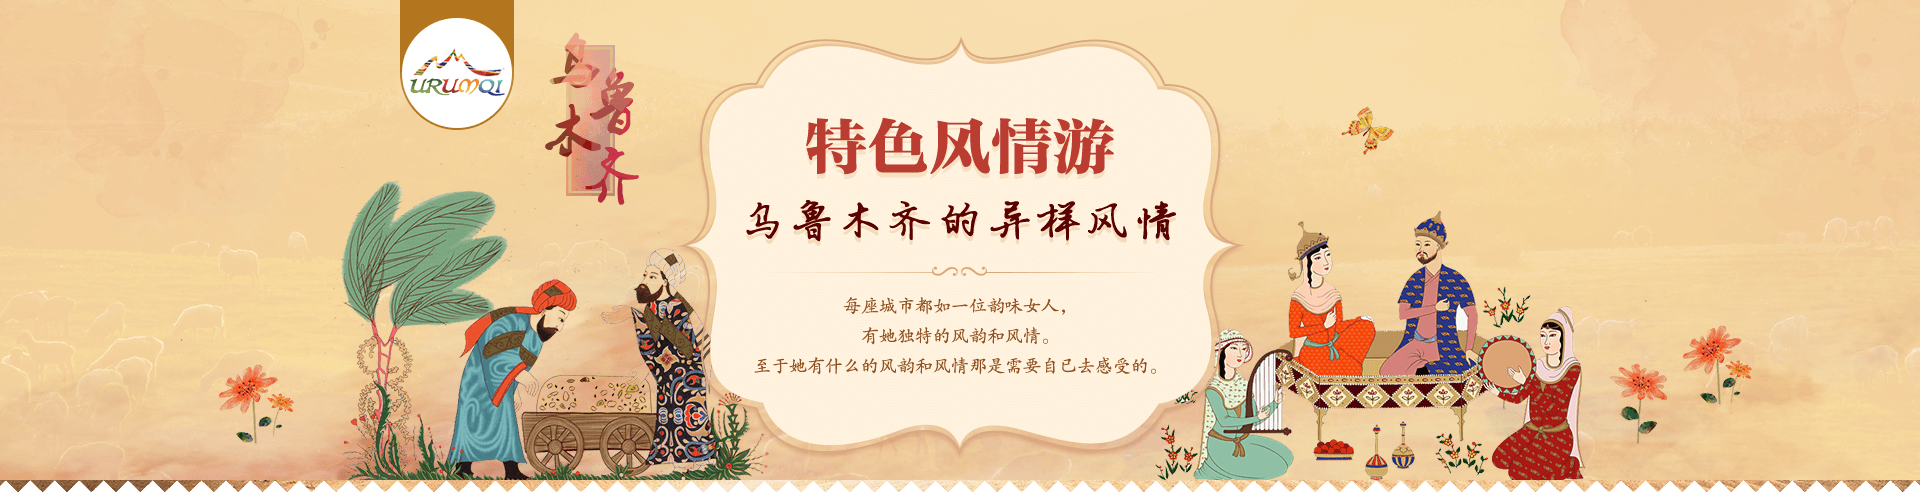 URUMQI
乌鲁木齐
特色风情游
乌鲁木齐的异样风情
每座城市都如一位韵味女人，
有她独特的风韵和风情。
至于她有什么的风韵和风情那是需要自已去感受的。